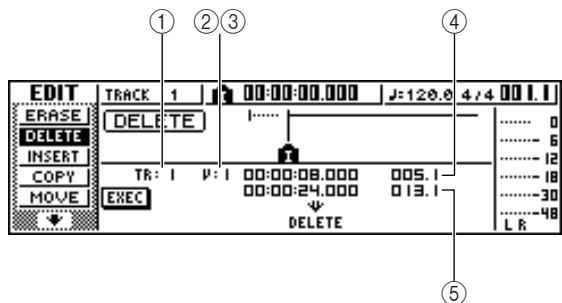 ① ② ③ ④
EDIT TRACK 1 00:00:00.000 ♩=120.0 4/4 001.1
ERASE DELETE 0
DELETE 6
INSERT I 12
COPY TR: 1 V: 1 00:00:08.000 005.1 18
MOVE EXEC 00:00:24.000 013.1 30
DELETE 48
L R
⑤